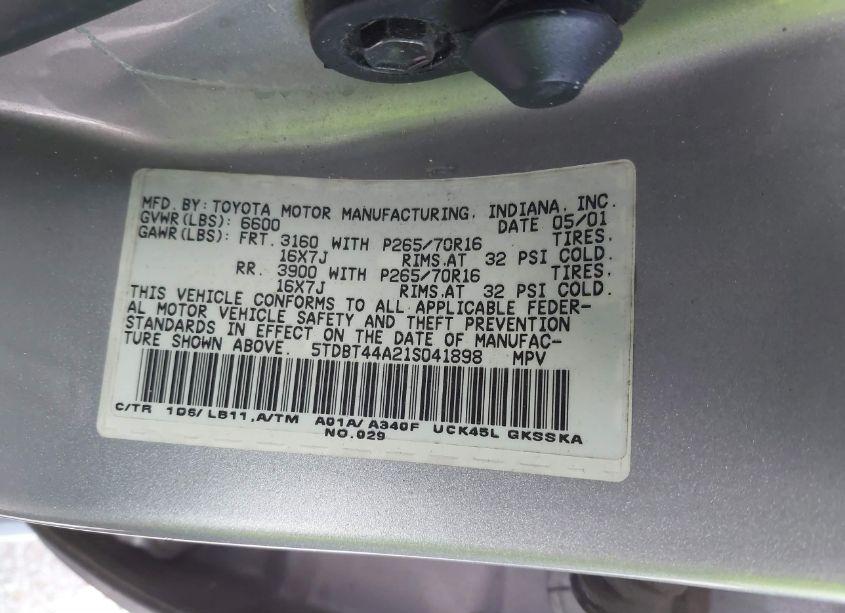 MFD. BY: TOYOTA MOTOR MANUFACTURING, INDIANA, INC.
GVWR(LBS): 6600 DATE 05/01
GAWR(LBS): FRT. 3160 WITH P265/70R16 TIRES,
16X7J RIMS,AT 32 PSI COLD.
RR. 3900 WITH P265/70R16 TIRES,
16X7J RIMS,AT 32 PSI COLD.
THIS VEHICLE CONFORMS TO ALL APPLICABLE FEDER-
AL MOTOR VEHICLE SAFETY AND THEFT PREVENTION
STANDARDS IN EFFECT ON THE DATE OF MANUFAC-
TURE SHOWN ABOVE. 5TDBT44A21S041898 MPV
C/TR 1D6/LB11,A/TM A01A/A340F UCK45L GKSSKA
NO.029